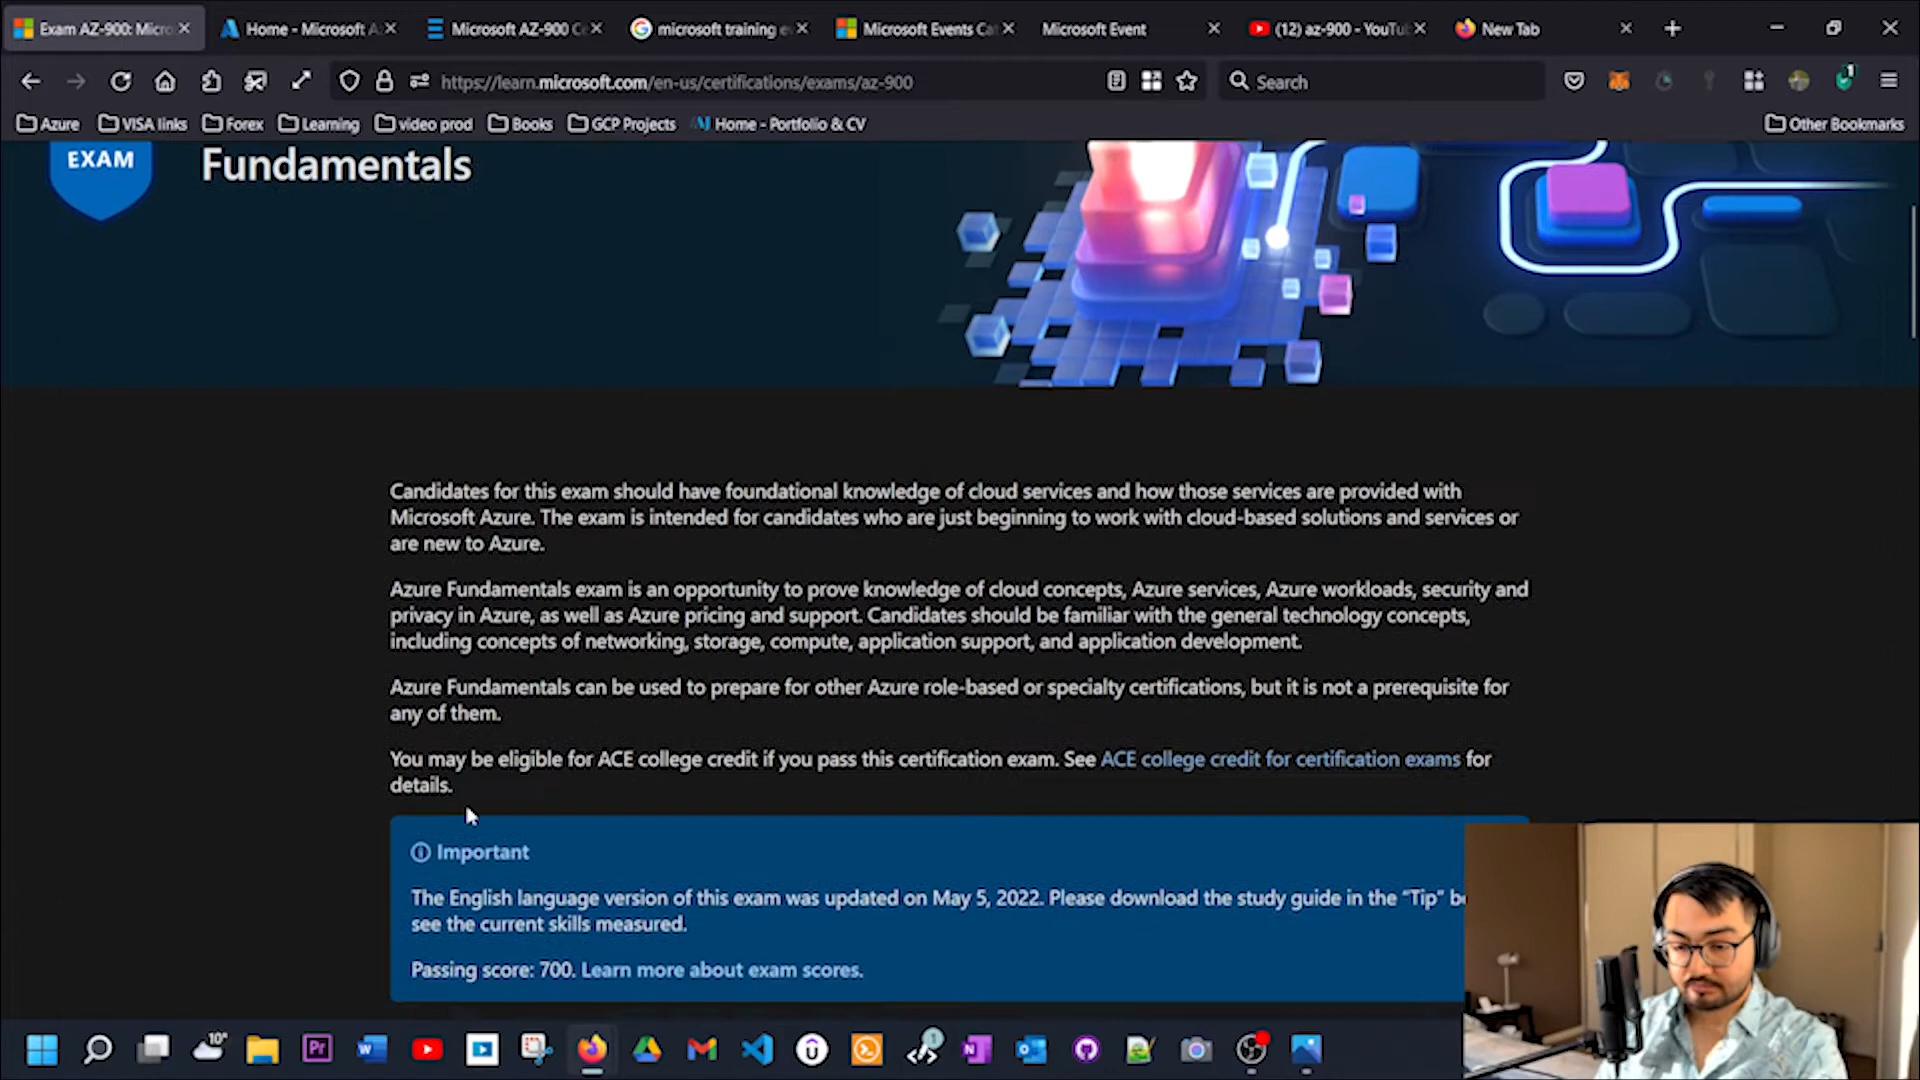 Exam AZ-900: Micro
Home - Microsoft A
Microsoft AZ-900 Ce
microsoft training e
Microsoft Events Cat
Microsoft Event
(12) az-900 - YouTub
New Tab
https://learn.microsoft.com/en-us/certifications/exams/az-900
Search
Azure
VISA links
Forex
Learning
video prod
Books
GCP Projects
Home - Portfolio & CV
Other Bookmarks
EXAM
Fundamentals
Candidates for this exam should have foundational knowledge of cloud services and how those services are provided with
Microsoft Azure. The exam is intended for candidates who are just beginning to work with cloud-based solutions and services or
are new to Azure.
Azure Fundamentals exam is an opportunity to prove knowledge of cloud concepts, Azure services, Azure workloads, security and
privacy in Azure, as well as Azure pricing and support. Candidates should be familiar with the general technology concepts,
including concepts of networking, storage, compute, application support, and application development.
Azure Fundamentals can be used to prepare for other Azure role-based or specialty certifications, but it is not a prerequisite for
any of them.
You may be eligible for ACE college credit if you pass this certification exam. See ACE college credit for certification exams for
details.
Important
The English language version of this exam was updated on May 5, 2022. Please download the study guide in the “Tip” b
see the current skills measured.
Passing score: 700. Learn more about exam scores.
10°
Pr
1